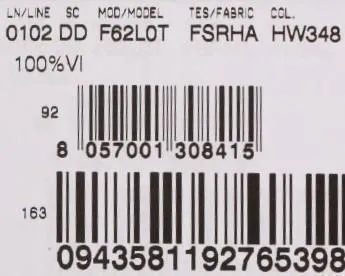 LN/LINE SC MOD/MODEL TES/FABRIC COL.
0102 DD F62L0T FSRHA HW348
100%VI
92
8 057001 308415
163
0943581192765398